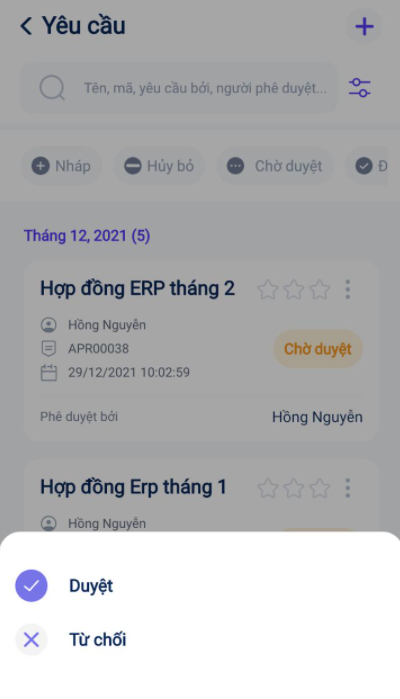 Yêu cầu
Tên, mã, yêu cầu bởi, người phê duyệt...
Nháp Hủy bỏ Chờ duyệt Đ
Tháng 12, 2021 (5)
Hợp đồng ERP tháng 2
Hồng Nguyễn
APR00038
Chờ duyệt
29/12/2021 10:02:59
Phê duyệt bởi Hồng Nguyễn
Hợp đồng Erp tháng 1
Hồng Nguyễn
Duyệt
Từ chối